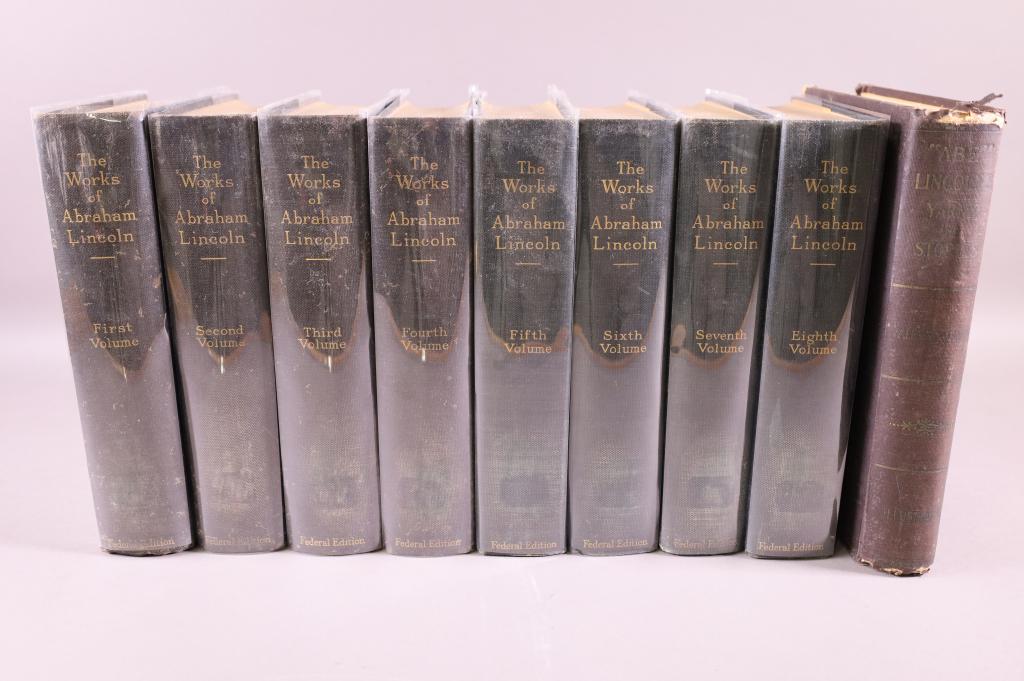 The
Works
of
Abraham
Lincoln
First
Volume
Federal Edition
The
Works
of
Abraham
Lincoln
Second
Volume
Federal Edition
The
Works
of
Abraham
Lincoln
Third
Volume
Federal Edition
The
Works
of
Abraham
Lincoln
Fourth
Volume
Federal Edition
The
Works
of
Abraham
Lincoln
Fifth
Volume
Federal Edition
The
Works
of
Abraham
Lincoln
Sixth
Volume
Federal Edition
The
Works
of
Abraham
Lincoln
Seventh
Volume
Federal Edition
The
Works
of
Abraham
Lincoln
Eighth
Volume
Federal Edition
"ABE"